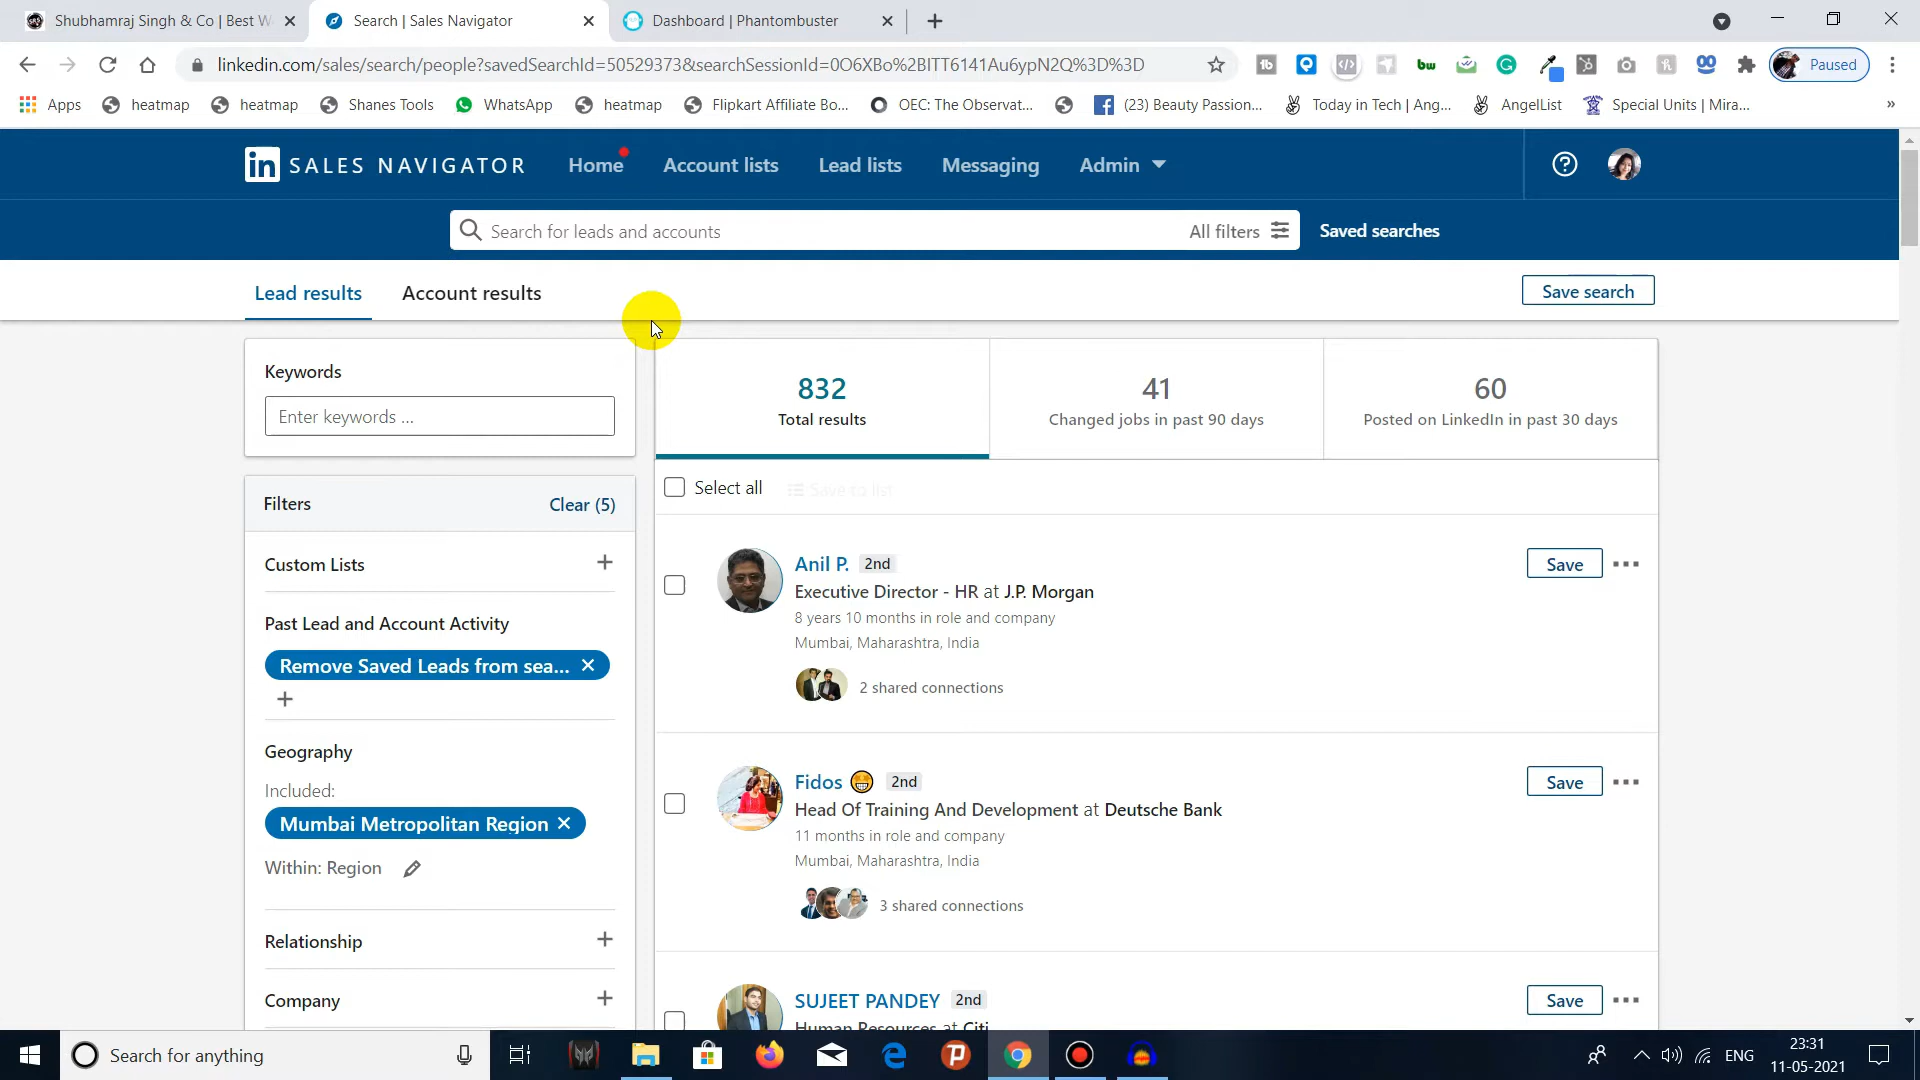 Shubhamraj Singh & Co | Best W
Search | Sales Navigator
Dashboard | Phantombuster
linkedin.com/sales/search/people?savedSearchId=50529373&searchSessionId=0O6XBo%2BITT6141Au6ypN2Q%3D%3D
Paused
Apps
heatmap
heatmap
Shanes Tools
WhatsApp
heatmap
Flipkart Affiliate Bo...
OEC: The Observat...
(23) Beauty Passion...
Today in Tech | Ang...
AngelList
Special Units | Mira...
in SALES NAVIGATOR
Home
Account lists
Lead lists
Messaging
Admin
Search for leads and accounts
All filters
Saved searches
Lead results
Account results
Save search
Keywords
Enter keywords ...
832
Total results
41
Changed jobs in past 90 days
60
Posted on LinkedIn in past 30 days
Select all
Save to list
Filters
Clear (5)
Custom Lists
Past Lead and Account Activity
Remove Saved Leads from sea...
Geography
Included:
Mumbai Metropolitan Region
Within: Region
Relationship
Company
Anil P. 2nd
Executive Director - HR at J.P. Morgan
8 years 10 months in role and company
Mumbai, Maharashtra, India
2 shared connections
Save
Fidos 2nd
Head Of Training And Development at Deutsche Bank
11 months in role and company
Mumbai, Maharashtra, India
3 shared connections
Save
SUJEET PANDEY 2nd
Human Resources at Citi
Save
Search for anything
ENG
23:31
11-05-2021